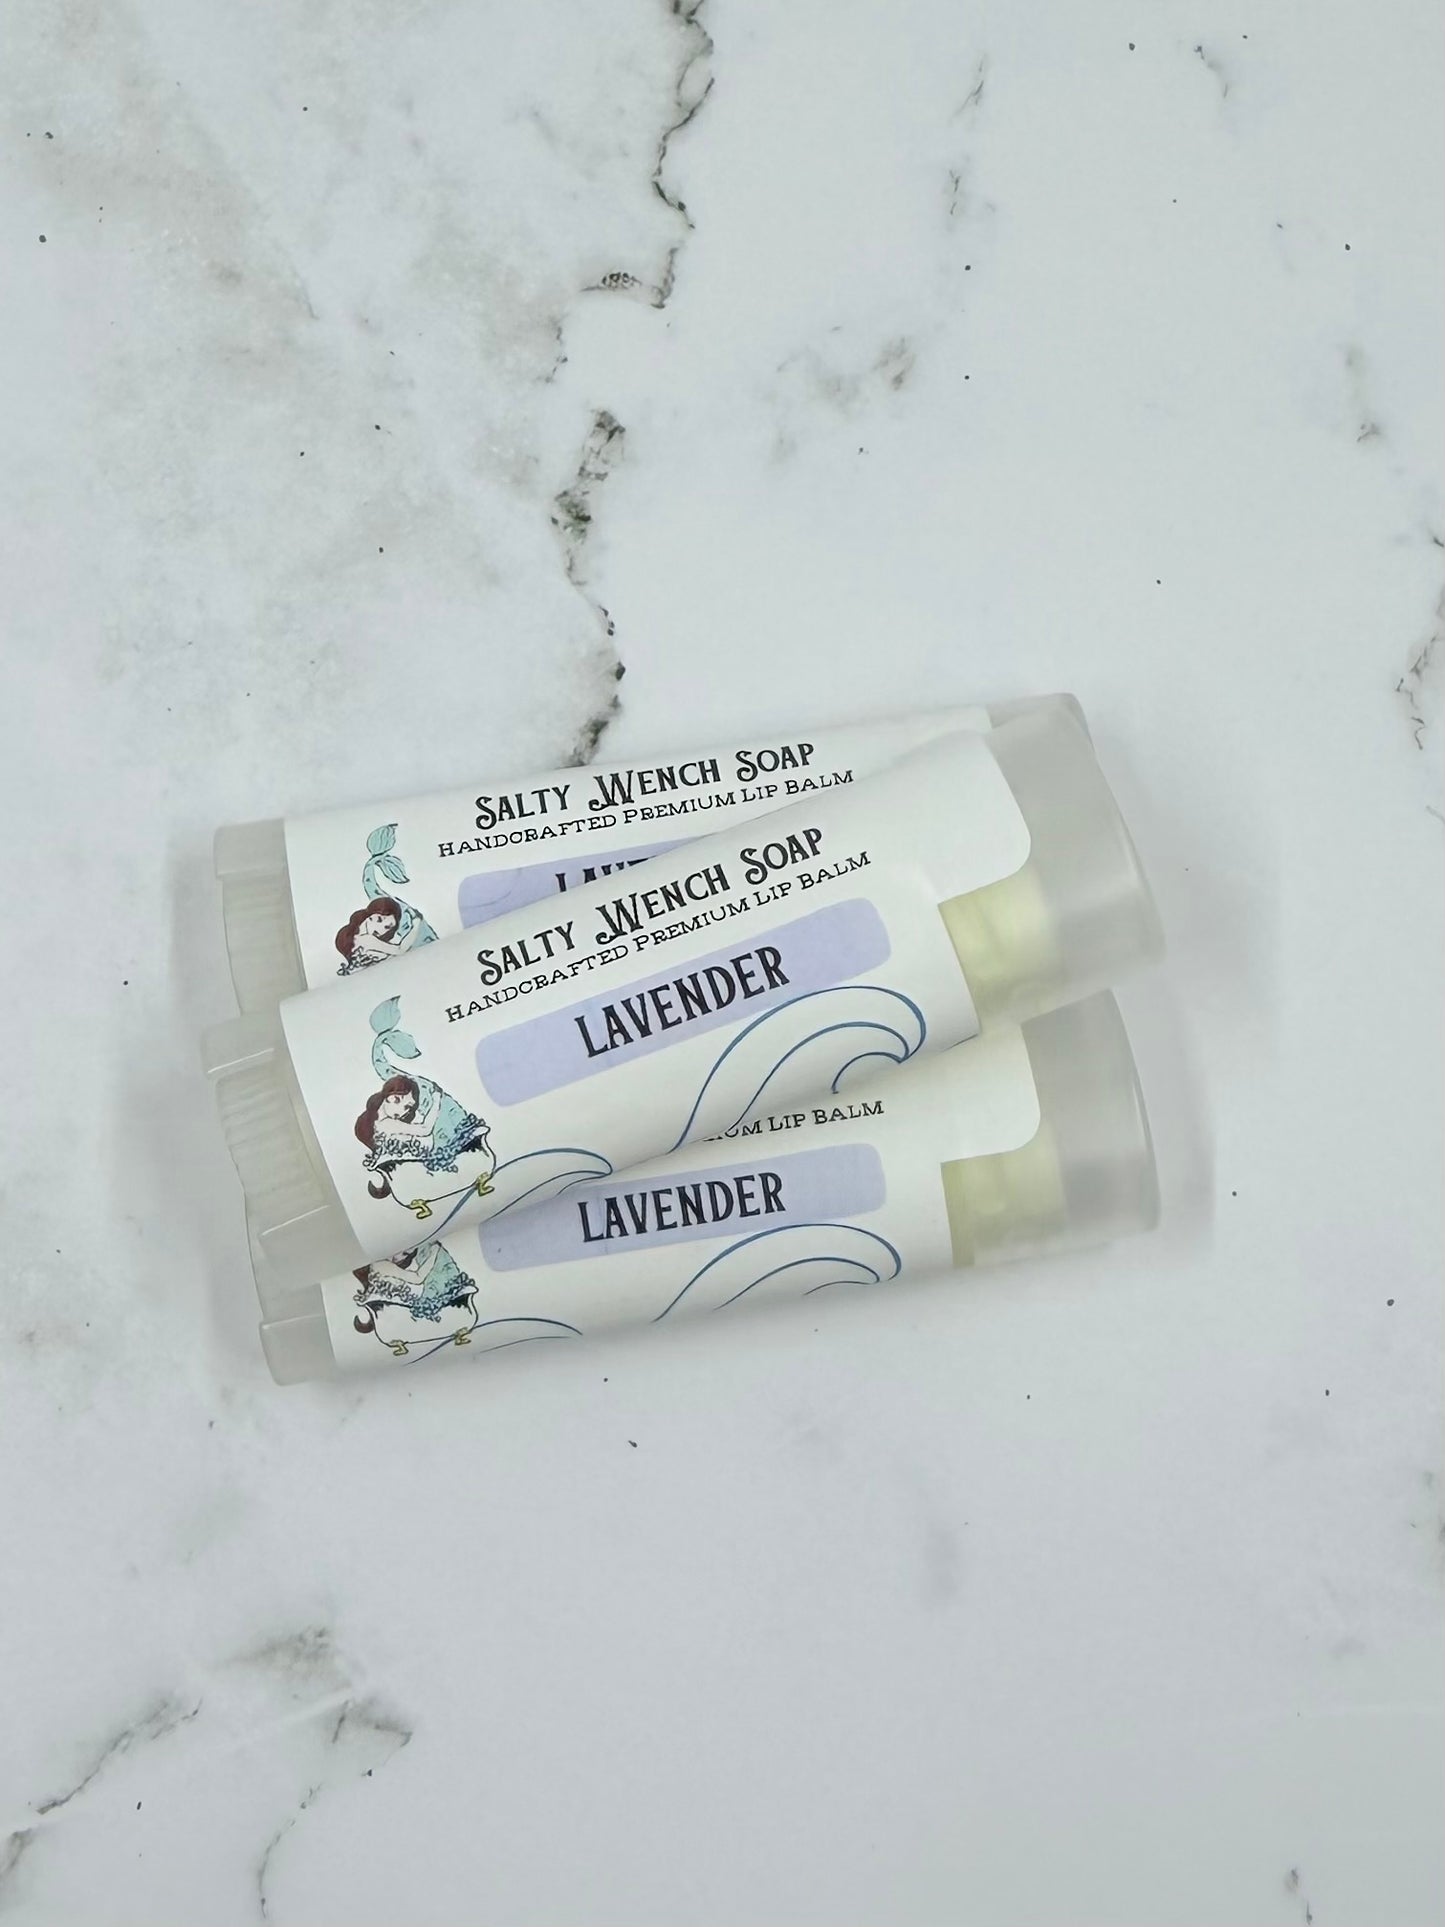 Salty Wench Soap
Handcrafted Premium Lip Balm
Salty Wench Soap
Handcrafted Premium Lip Balm
LAVENDER
Lip Balm
LAVENDER